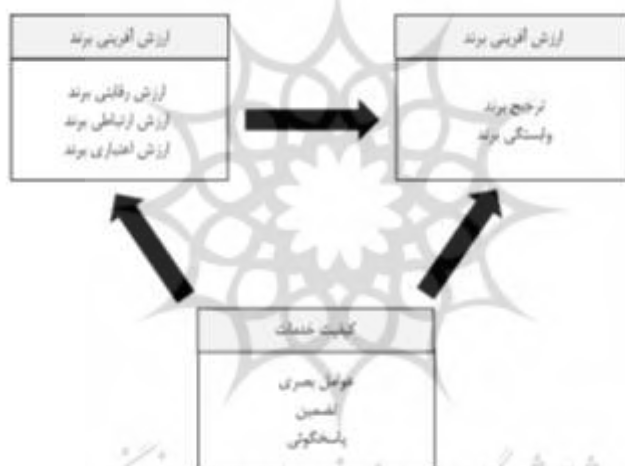 ارزش آفرینی برند
ترجیح برند
وابستگی برند
ارزش آفرینی برند
ارزش رقابتی برند
ارزش ارتباطی برند
ارزش اعتباری برند
کیفیت خدمات
عوامل بصری
تضمین
پاسخگوئی